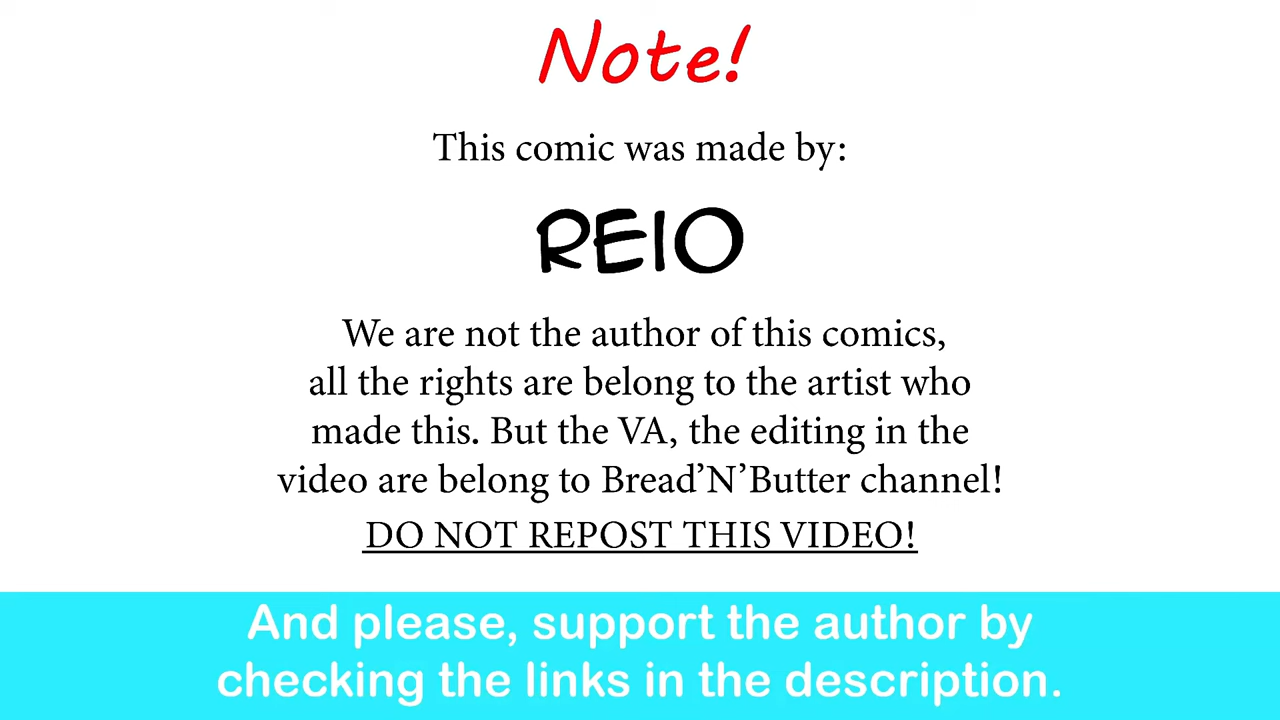 Note!
This comic was made by:
REIO
We are not the author of this comics,
all the rights are belong to the artist who
made this. But the VA, the editing in the
video are belong to Bread’N’Butter channel!
DO NOT REPOST THIS VIDEO!
And please, support the author by
checking the links in the description.